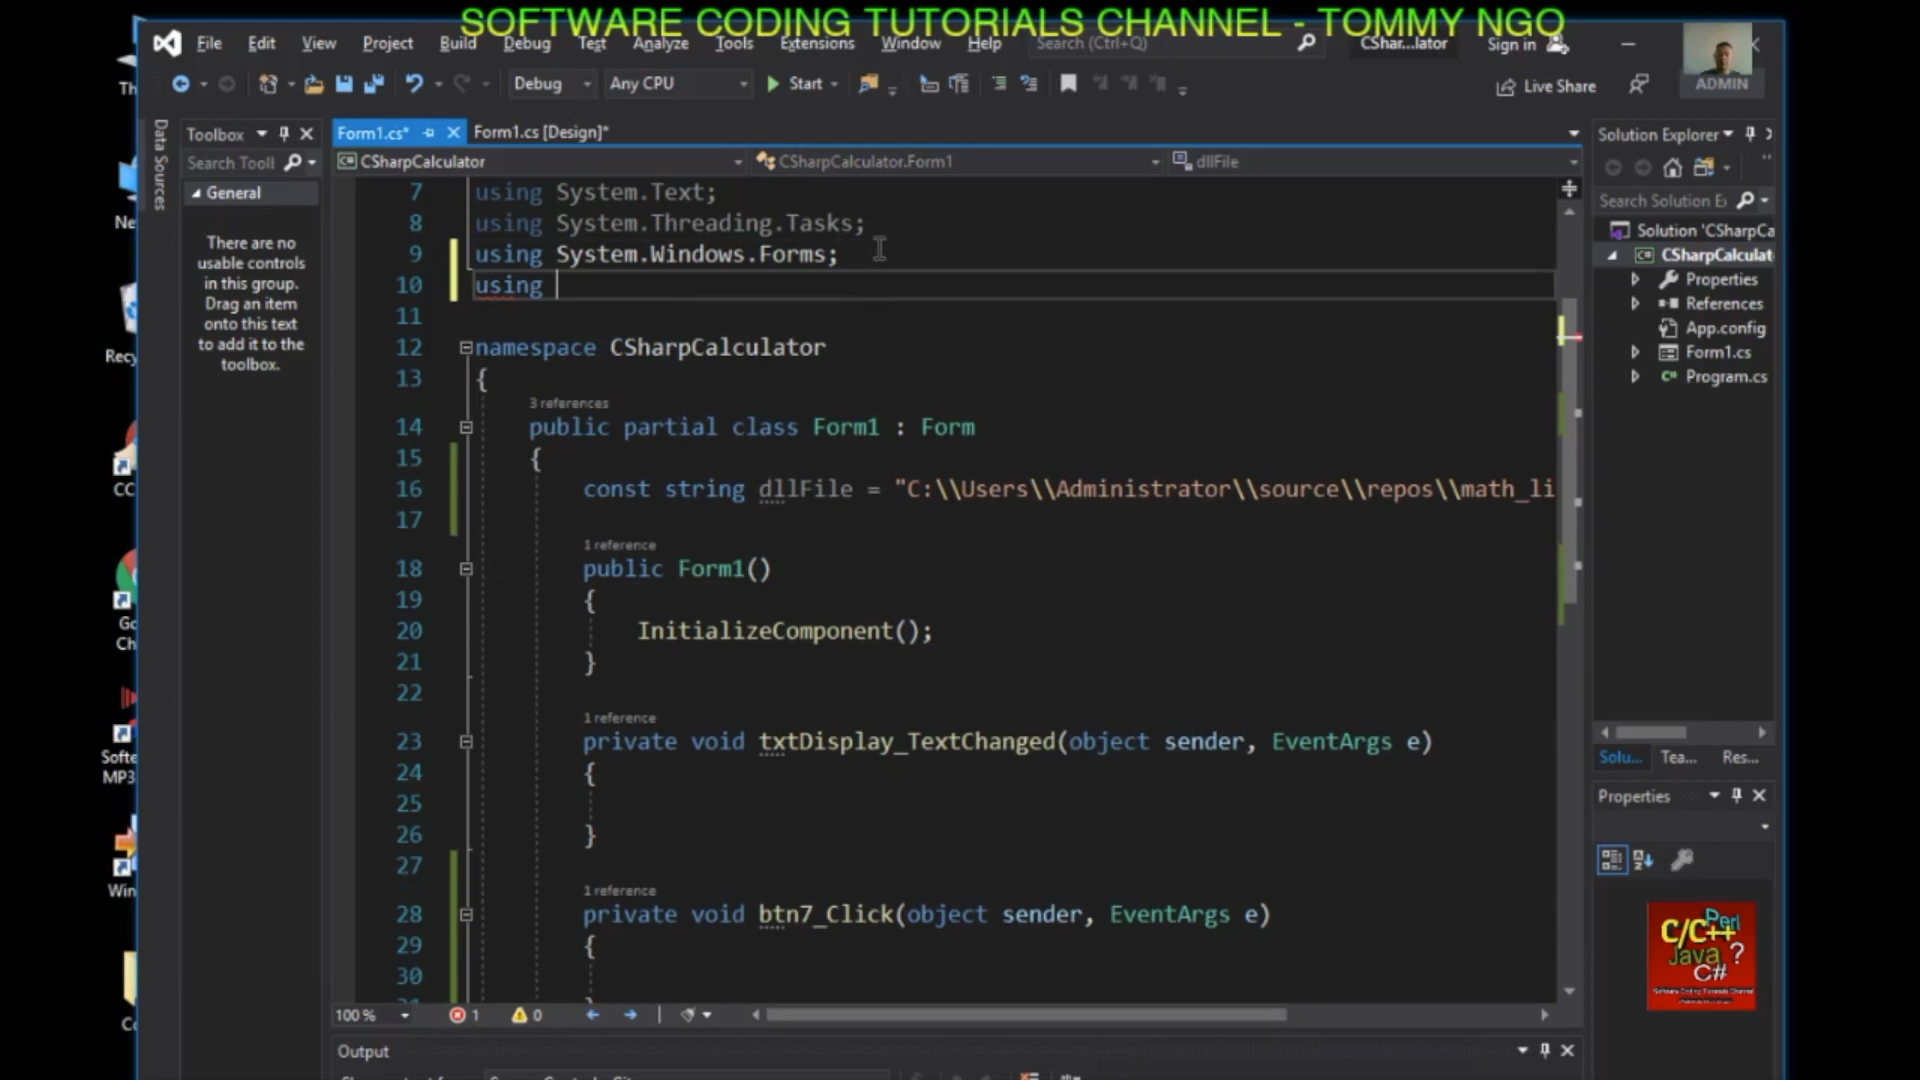 SOFTWARE CODING TUTORIALS CHANNEL - TOMMY NGO
File Edit View Project Build Debug Test Analyze Tools Extensions Window Help Search (Ctrl+Q) CShar...lator Sign in
Debug Any CPU Start Live Share ADMIN
Data Sources
Toolbox
Search Tooll
General
There are no
usable controls
in this group.
Drag an item
onto this text
to add it to the
toolbox.
Form1.cs* Form1.cs [Design]*
CSharpCalculator CSharpCalculator.Form1 dllFile
7 using System.Text;
8 using System.Threading.Tasks;
9 using System.Windows.Forms;
10 using
11
12 namespace CSharpCalculator
13 {
3 references
14 public partial class Form1 : Form
15 {
16 const string dllFile = "C:\\Users\\Administrator\\source\\repos\\math_li
17
1 reference
18 public Form1()
19 {
20 InitializeComponent();
21 }
22
1 reference
23 private void txtDisplay_TextChanged(object sender, EventArgs e)
24 {
25
26 }
27
1 reference
28 private void btn7_Click(object sender, EventArgs e)
29 {
30
100 % 1 0
Output
Solution Explorer
Search Solution Ex
Solution 'CSharpCa
CSharpCalculat
Properties
References
App.config
Form1.cs
Program.cs
Solu... Tea... Res...
Properties
C/C++ Perl
Java ?
C#
Software Coding Tutorials Channel